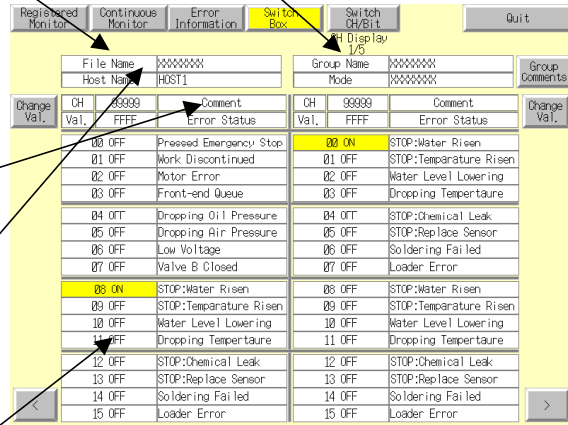 Registered Monitor
Continuous Monitor
Error Information
Switch Box
Switch CH/Bit
Quit
CH Display
1/5
File Name XXXXXXXX
Group Name XXXXXXXX
Host Name HOST1
Mode XXXXXXXX
Group Comments
Change Val.
CH 99999 Comment
CH 99999 Comment
Change Val.
Val. FFFF Error Status
Val. FFFF Error Status
00 OFF Pressed Emergency Stop
00 ON STOP:Water Risen
01 OFF Work Discontinued
01 OFF STOP:Temparature Risen
02 OFF Motor Error
02 OFF Water Level Lowering
03 OFF Front-end Queue
03 OFF Dropping Tempertaure
04 OFF Dropping Oil Pressure
04 OFF STOP:Chemical Leak
05 OFF Dropping Air Pressure
05 OFF STOP:Replace Sensor
06 OFF Low Voltage
06 OFF Soldering Failed
07 OFF Valve B Closed
07 OFF Loader Error
08 ON STOP:Water Risen
08 OFF STOP:Water Risen
09 OFF STOP:Temparature Risen
09 OFF STOP:Temparature Risen
10 OFF Water Level Lowering
10 OFF Water Level Lowering
11 OFF Dropping Tempertaure
11 OFF Dropping Tempertaure
12 OFF STOP:Chemical Leak
12 OFF STOP:Chemical Leak
13 OFF STOP:Replace Sensor
13 OFF STOP:Replace Sensor
14 OFF Soldering Failed
14 OFF Soldering Failed
15 OFF Loader Error
15 OFF Loader Error
< >